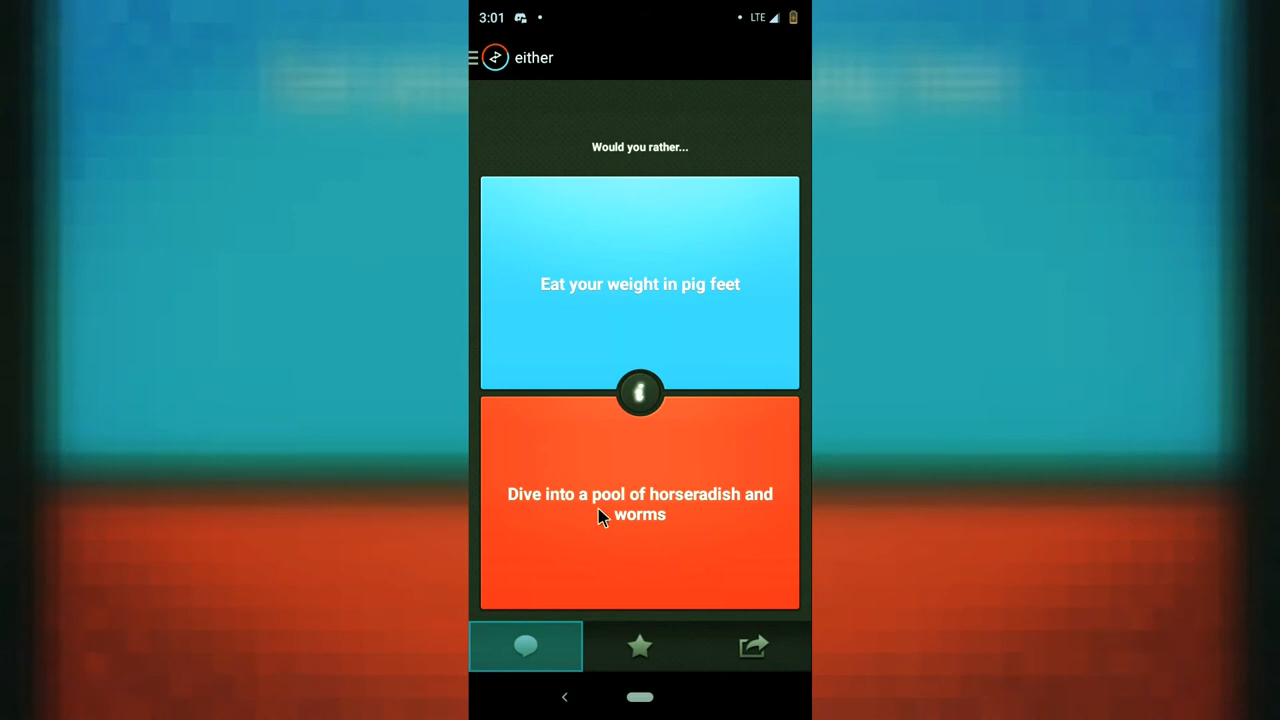 3:01
LTE
either
Would you rather...
Eat your weight in pig feet
Dive into a pool of horseradish and
worms